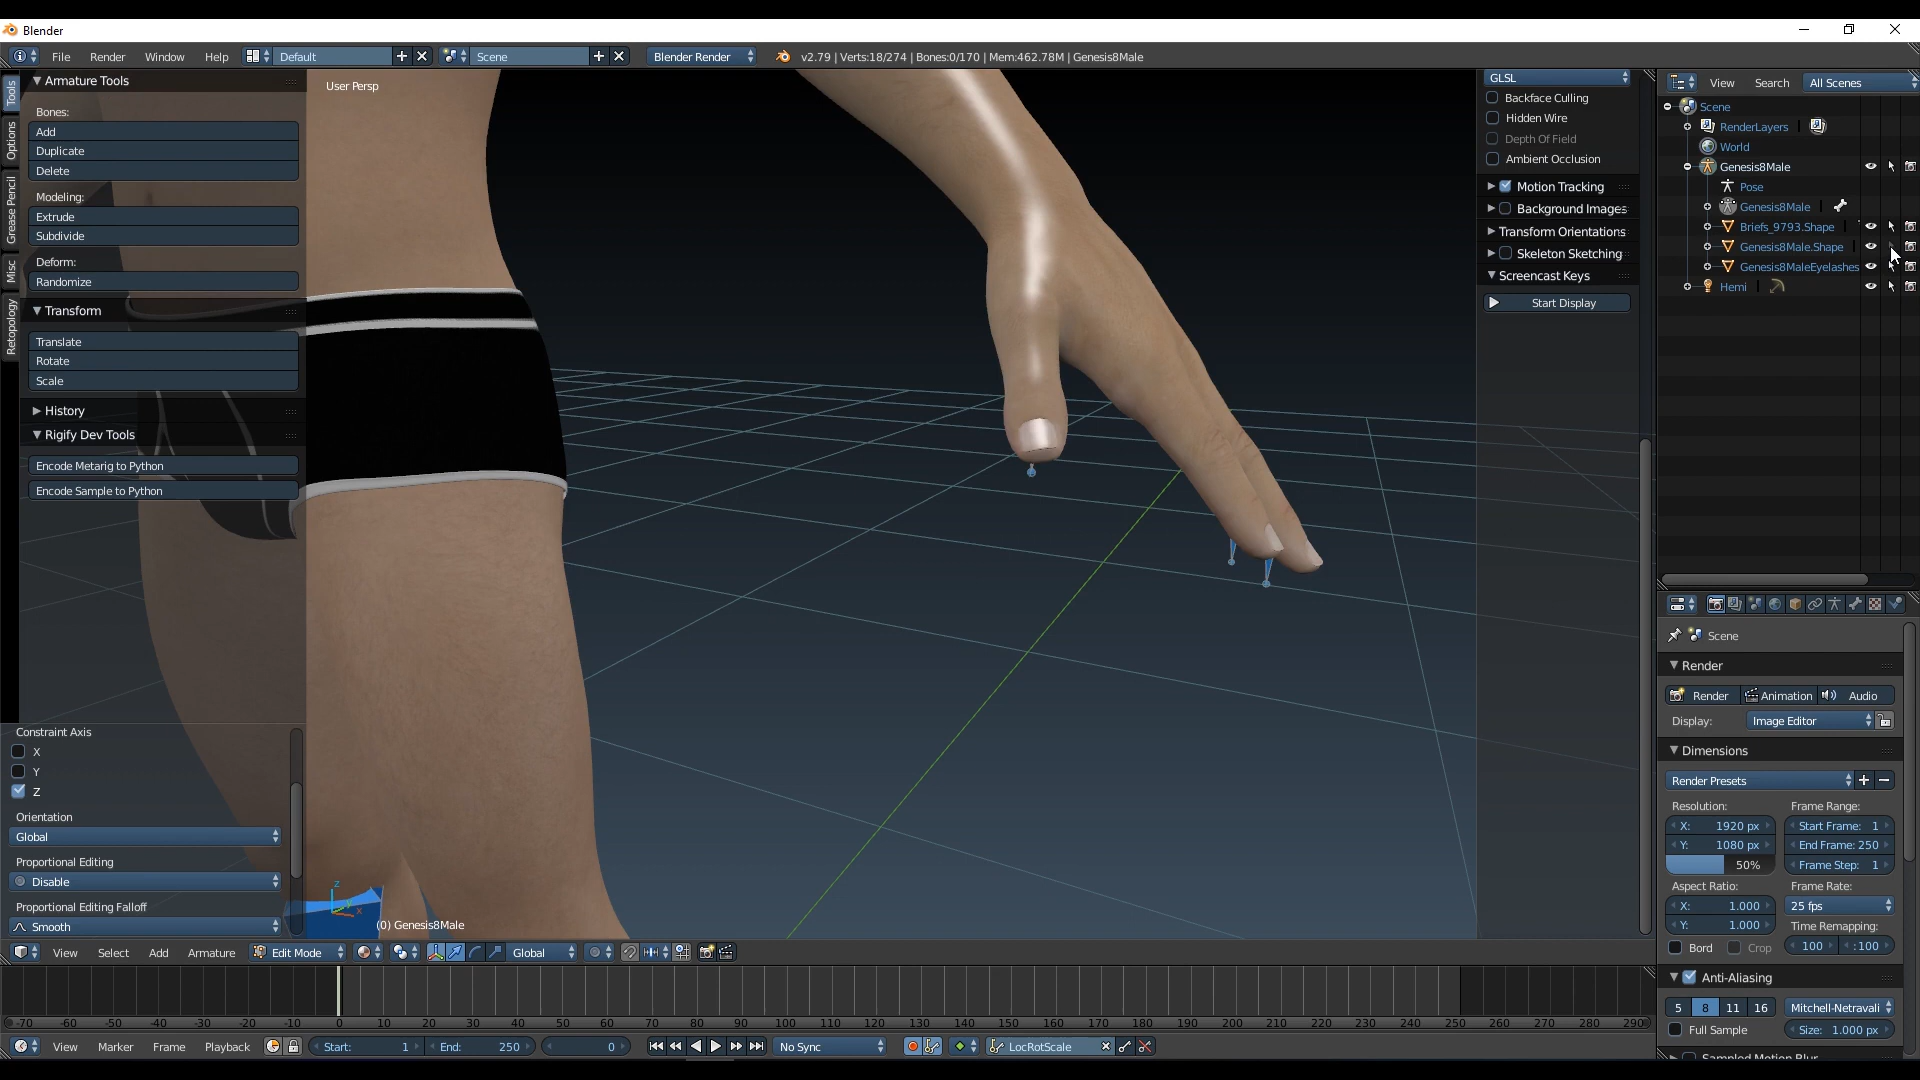 Blender
File Render Window Help Default Scene Blender Render v2.79 | Verts:18/274 | Bones:0/170 | Mem:462.78M | Genesis8Male
Tools
Options
Grease Pencil
Misc
Retopology
Armature Tools
Bones:
Add
Duplicate
Delete
Modeling:
Extrude
Subdivide
Deform:
Randomize
Transform
Translate
Rotate
Scale
History
Rigify Dev Tools
Encode Metarig to Python
Encode Sample to Python
Constraint Axis
X
Y
Z
Orientation
Global
Proportional Editing
Disable
Proportional Editing Falloff
Smooth
User Persp
z
x
(0) Genesis8Male
GLSL
Backface Culling
Hidden Wire
Depth Of Field
Ambient Occlusion
Motion Tracking
Background Images
Transform Orientations
Skeleton Sketching
Screencast Keys
Start Display
View Search All Scenes
Scene
RenderLayers
World
Genesis8Male
Pose
Genesis8Male
Briefs_9793.Shape
Genesis8Male.Shape
Genesis8MaleEyelashes
Hemi
Scene
Render
Render Animation Audio
Display: Image Editor
Dimensions
Render Presets
Resolution: Frame Range:
X: 1920 px Start Frame: 1
Y: 1080 px End Frame: 250
50% Frame Step: 1
Aspect Ratio: Frame Rate:
X: 1.000 25 fps
Y: 1.000 Time Remapping:
Bord Crop 100 :100
Anti-Aliasing
5 8 11 16 Mitchell-Netravali
Full Sample Size: 1.000 px
Sampled Motion Blur
View Select Add Armature Edit Mode Global
-70 -60 -50 -40 -30 -20 -10 0 10 20 30 40 50 60 70 80 90 100 110 120 130 140 150 160 170 180 190 200 210 220 230 240 250 260 270 280 290
View Marker Frame Playback Start: 1 End: 250 0 No Sync LocRotScale